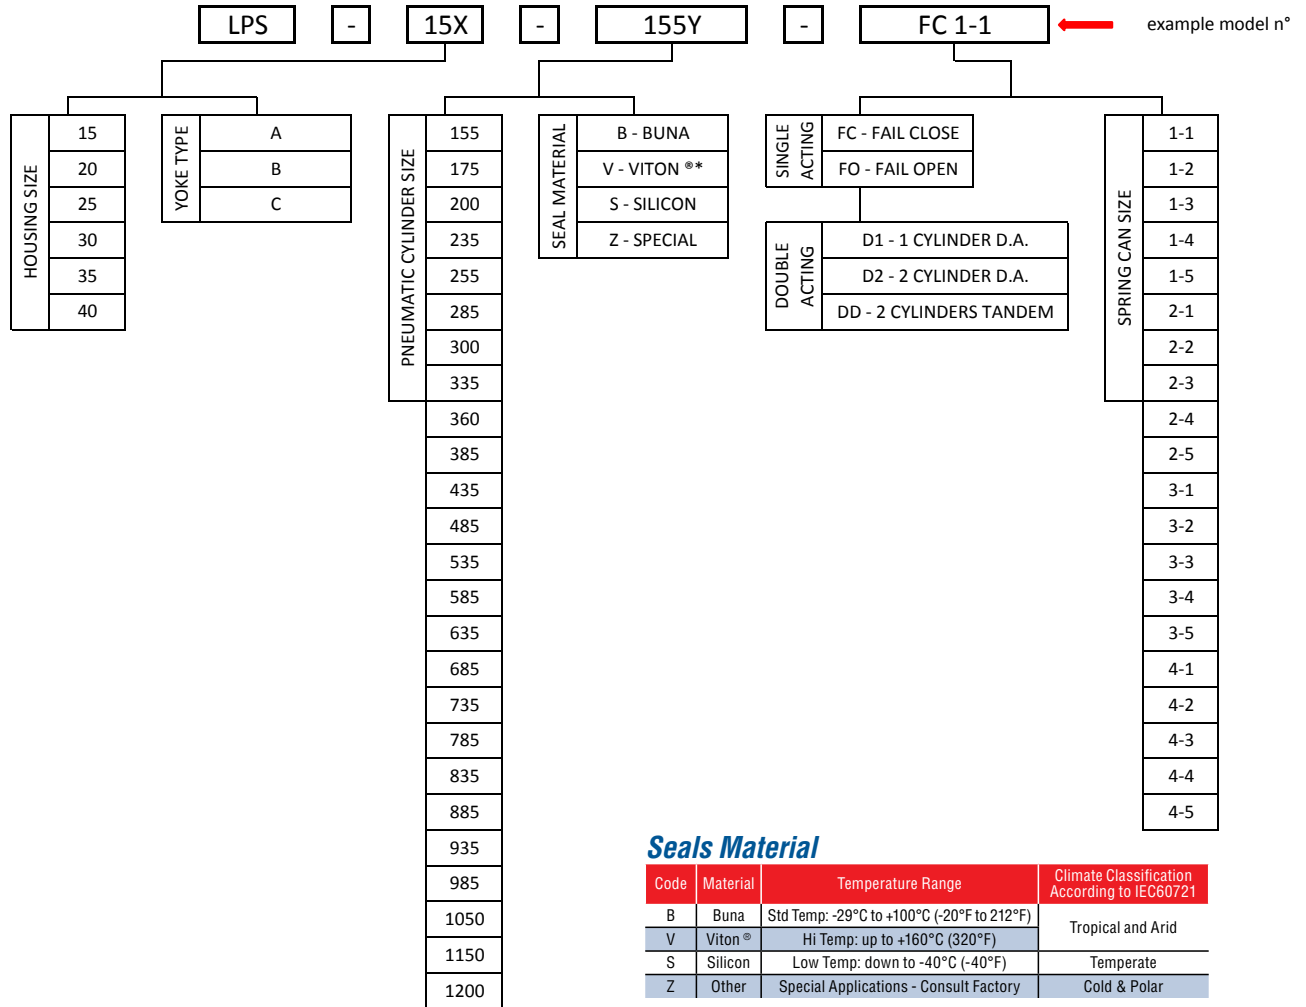 LPS - 15X - 155Y - FC 1-1 example model n°
HOUSING SIZE
15
20
25
30
35
40
YOKE TYPE
A
B
C
PNEUMATIC CYLINDER SIZE
155
175
200
235
255
285
300
335
360
385
435
485
535
585
635
685
735
785
835
885
935
985
1050
1150
1200
SEAL MATERIAL
B - BUNA
V - VITON ®*
S - SILICON
Z - SPECIAL
SINGLE
ACTING
FC - FAIL CLOSE
FO - FAIL OPEN
DOUBLE
ACTING
D1 - 1 CYLINDER D.A.
D2 - 2 CYLINDER D.A.
DD - 2 CYLINDERS TANDEM
SPRING CAN SIZE
1-1
1-2
1-3
1-4
1-5
2-1
2-2
2-3
2-4
2-5
3-1
3-2
3-3
3-4
3-5
4-1
4-2
4-3
4-4
4-5
Seals Material
Code Material Temperature Range Climate Classification
According to IEC60721
B Buna Std Temp: -29°C to +100°C (-20°F to 212°F)
Tropical and Arid
V Viton ® Hi Temp: up to +160°C (320°F)
S Silicon Low Temp: down to -40°C (-40°F) Temperate
Z Other Special Applications - Consult Factory Cold & Polar